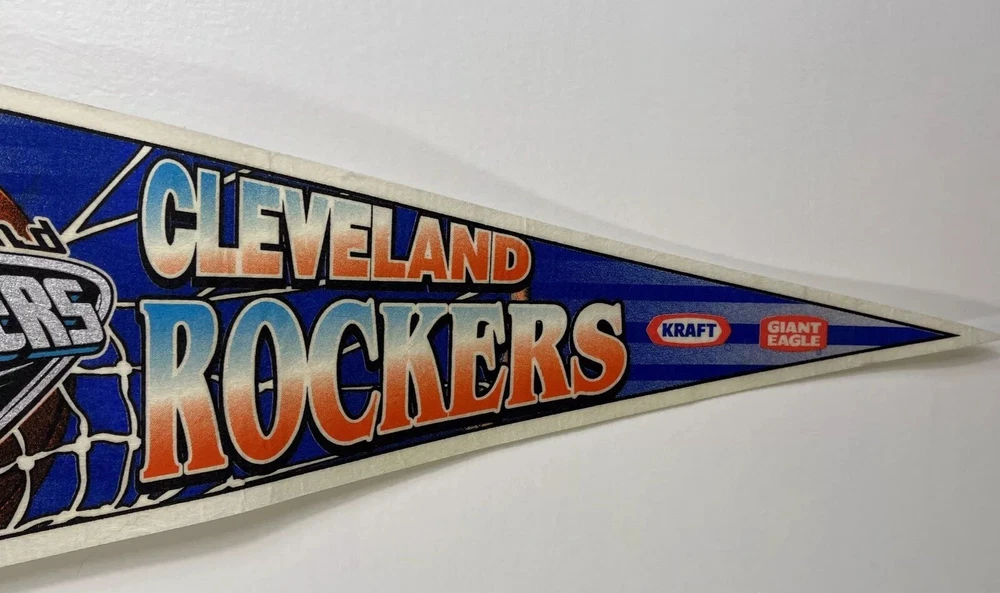 CLEVELAND
ROCKERS
KRAFT
GIANT
EAGLE